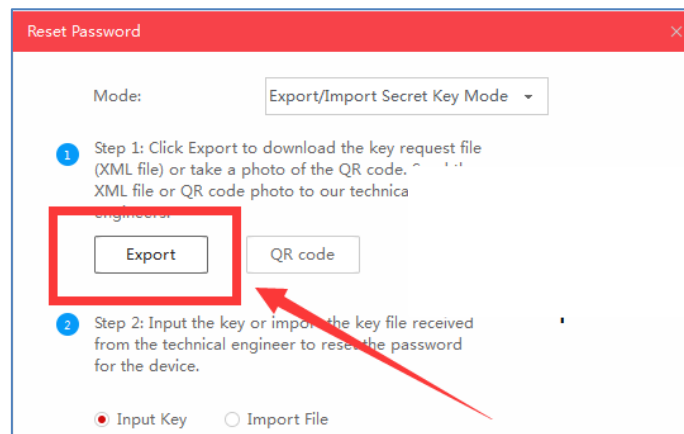 Reset Password
Mode:
Export/Import Secret Key Mode
1
Step 1: Click Export to download the key request file
(XML file) or take a photo of the QR code.
XML file or QR code photo to our
engineers.
Export
QR code
2
Step 2: Input the key or import the key file received
from the technical engineer to reset the password
for the device.
Input Key
Import File